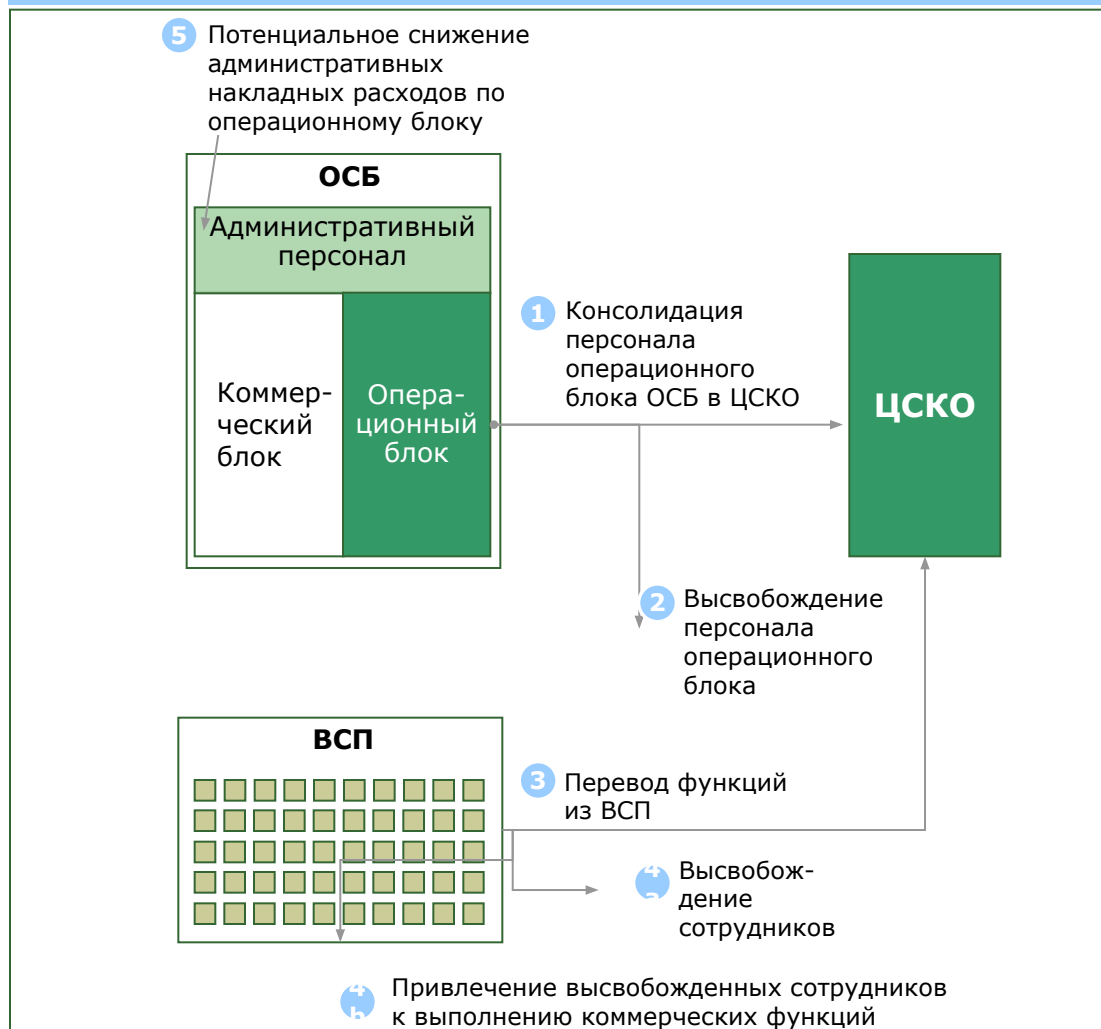 5 Потенциальное снижение
административных
накладных расходов по
операционному блоку
ОСБ
Административный
персонал
Коммер-
ческий
блок
Опера-
ционный
блок
1 Консолидация
персонала
операционного
блока ОСБ в ЦСКО
ЦСКО
2 Высвобождение
персонала
операционного
блока
ВСП
3 Перевод функций
из ВСП
4a Высвобож-
дение
сотрудников
4b Привлечение высвобожденных сотрудников
к выполнению коммерческих функций